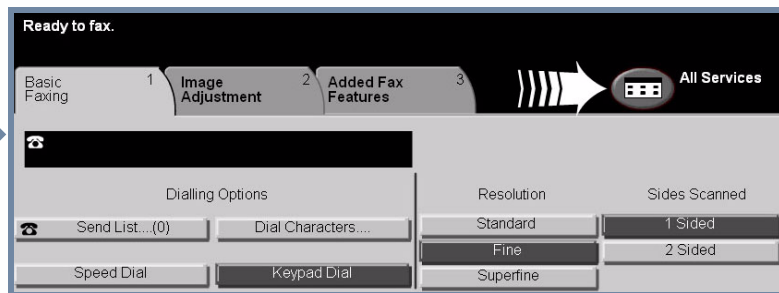 Ready to fax.
Basic Faxing 1
Image Adjustment 2
Added Fax Features 3
All Services
Dialling Options
Resolution
Sides Scanned
Send List....(0)
Dial Characters....
Standard
1 Sided
Fine
2 Sided
Speed Dial
Keypad Dial
Superfine